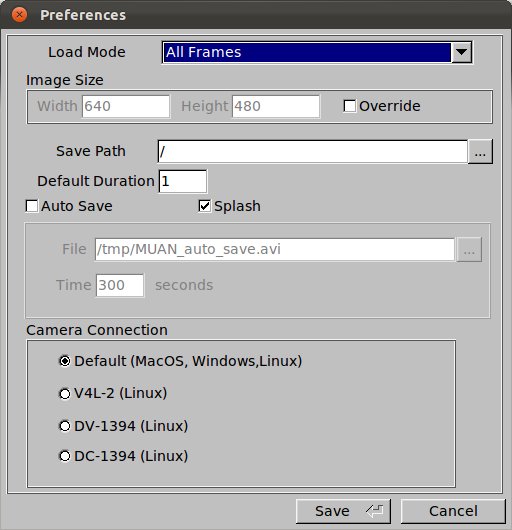 Preferences
Load Mode All Frames
Image Size
Width 640 Height 480 Override
Save Path / ...
Default Duration 1
Auto Save Splash
File /tmp/MUAN_auto_save.avi ...
Time 300 seconds
Camera Connection
Default (MacOS, Windows,Linux)
V4L-2 (Linux)
DV-1394 (Linux)
DC-1394 (Linux)
Save Cancel